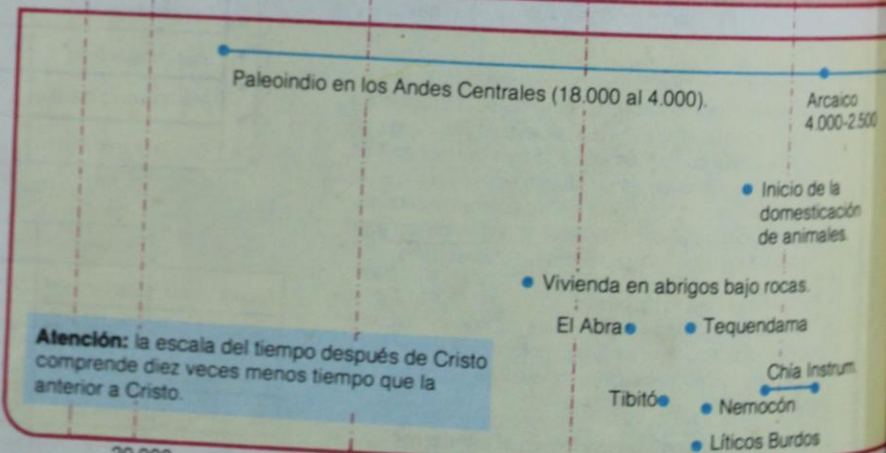 Paleoindio en los Andes Centrales (18.000 al 4.000).
Arcaico
4.000-2.500
Inicio de la
domesticación
de animales.
Vivienda en abrigos bajo rocas.
El Abra
Tequendama
Atención: la escala del tiempo después de Cristo
comprende diez veces menos tiempo que la
anterior a Cristo.
Chía Instrum.
Tibitó
Nemocón
Líticos Burdos